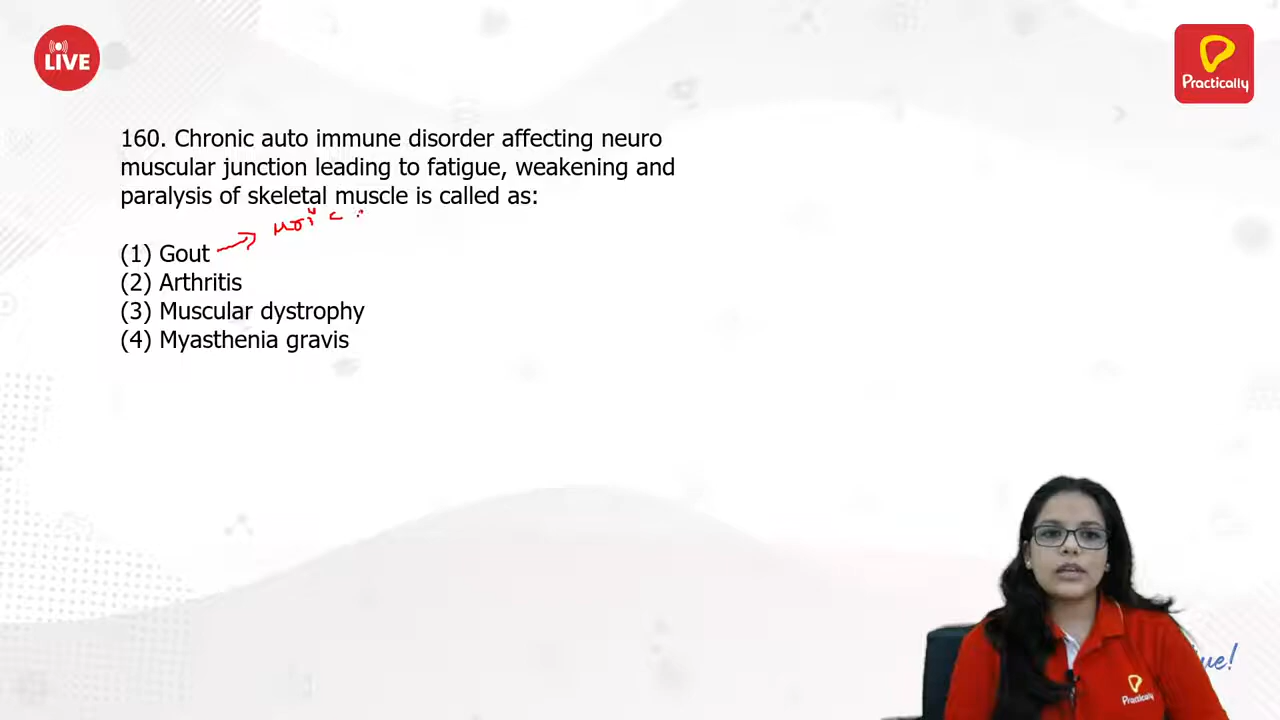 LIVE
Practically
160. Chronic auto immune disorder affecting neuro
muscular junction leading to fatigue, weakening and
paralysis of skeletal muscle is called as:
(1) Gout
(2) Arthritis
(3) Muscular dystrophy
(4) Myasthenia gravis
Practically